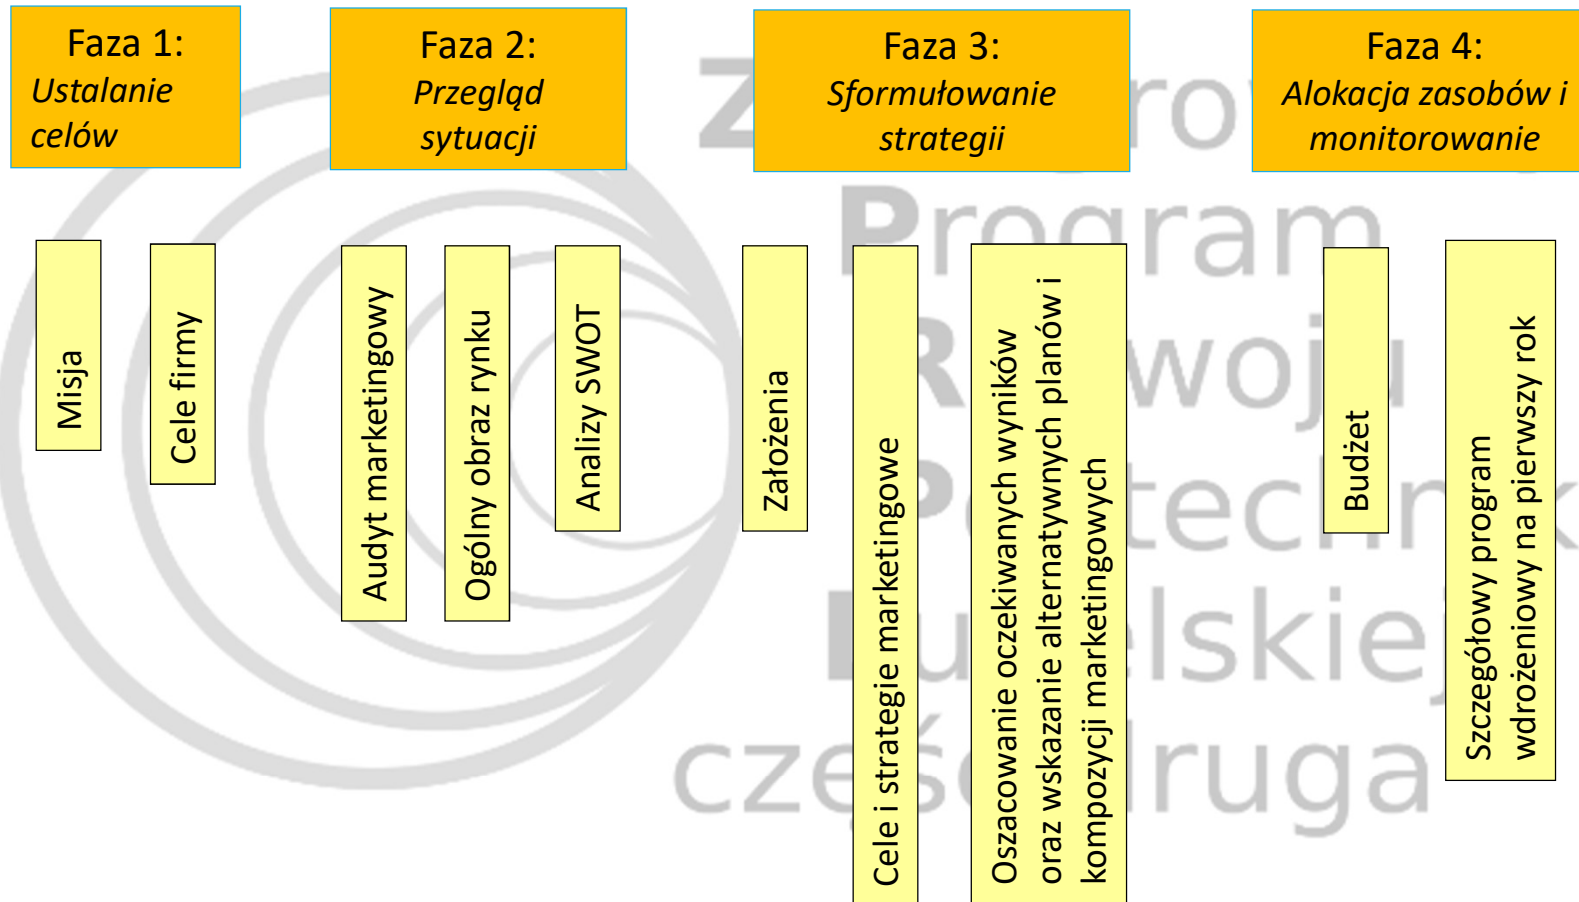 Faza 1:
Ustalanie
celów
Faza 2:
Przegląd
sytuacji
Faza 3:
Sformułowanie
strategii
Faza 4:
Alokacja zasobów i
monitorowanie
Misja
Cele firmy
Audyt marketingowy
Ogólny obraz rynku
Analizy SWOT
Założenia
Cele i strategie marketingowe
Oszacowanie oczekiwanych wyników
oraz wskazanie alternatywnych planów i
kompozycji marketingowych
Budżet
Szczegółowy program
wdrożeniowy na pierwszy rok
Program
druga